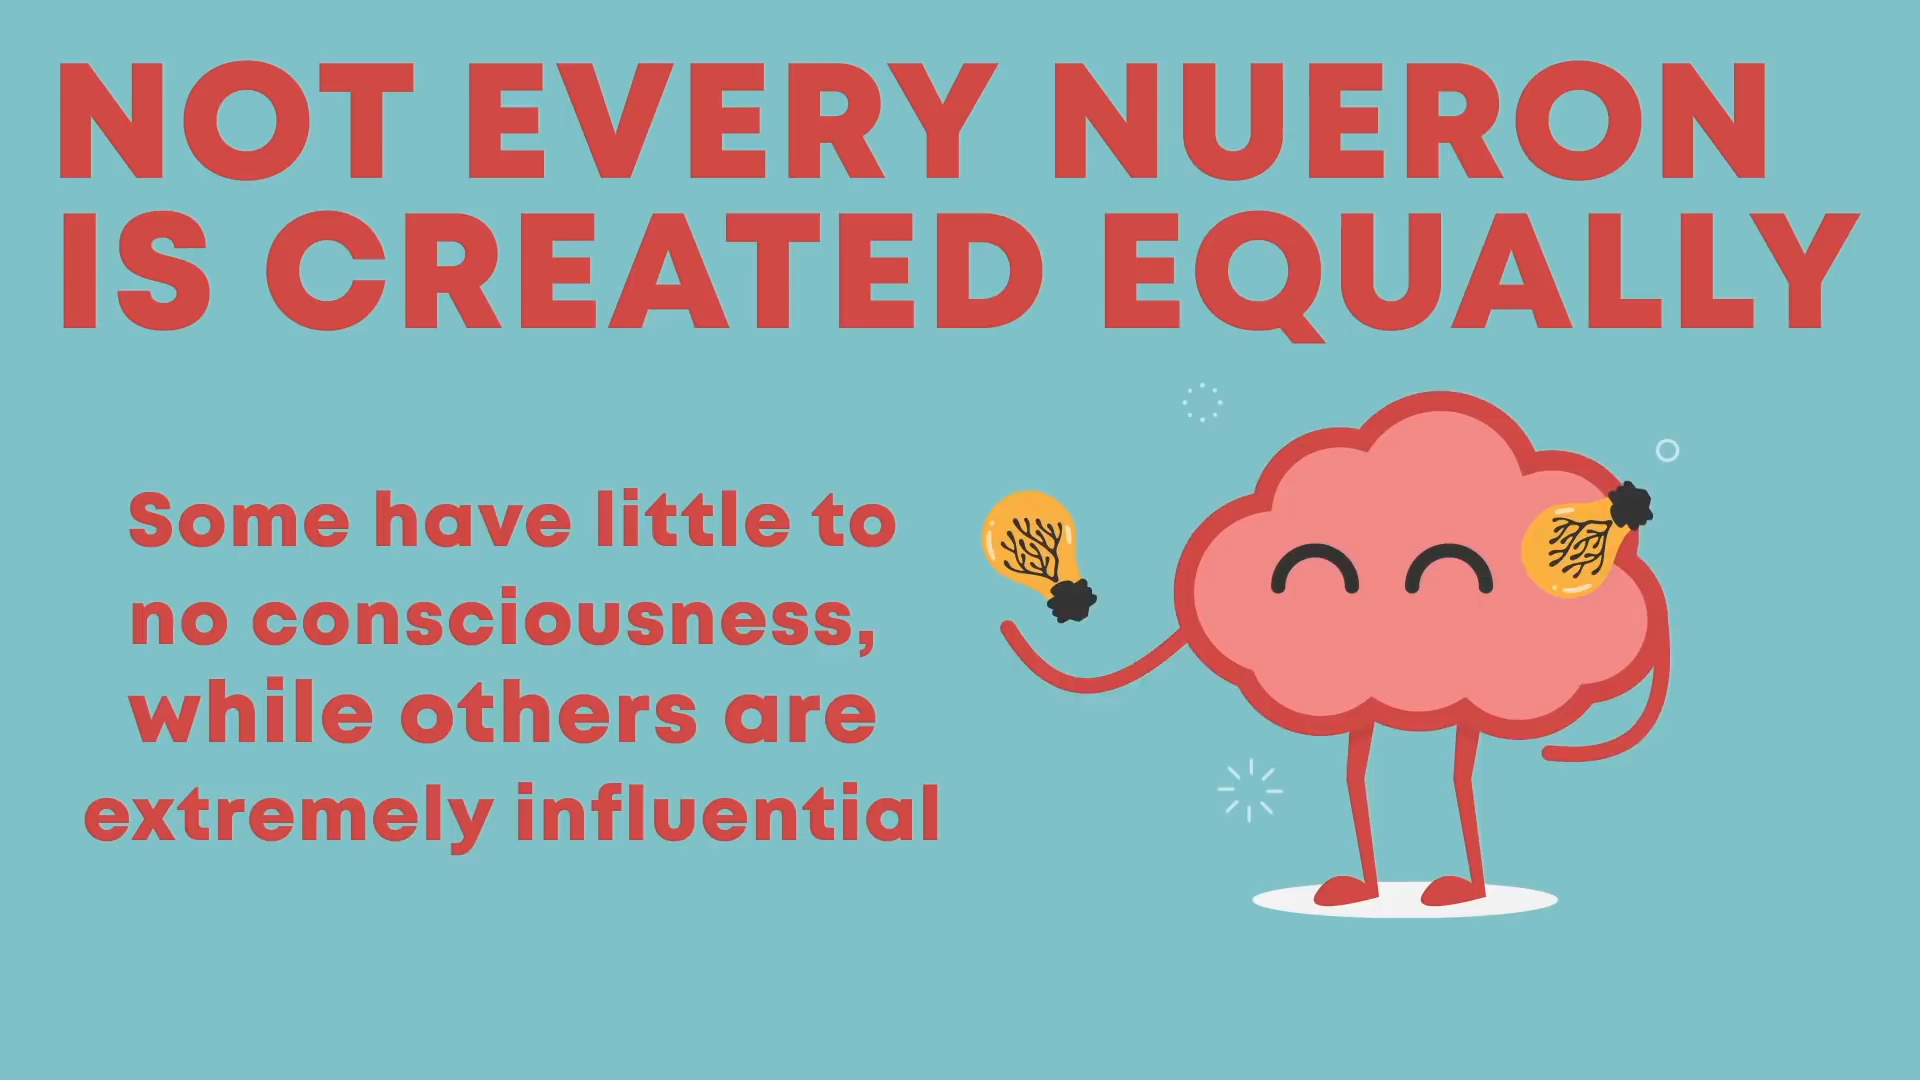 NOT EVERY NUERON
IS CREATED EQUALLY
Some have little to
no consciousness,
while others are
extremely influential